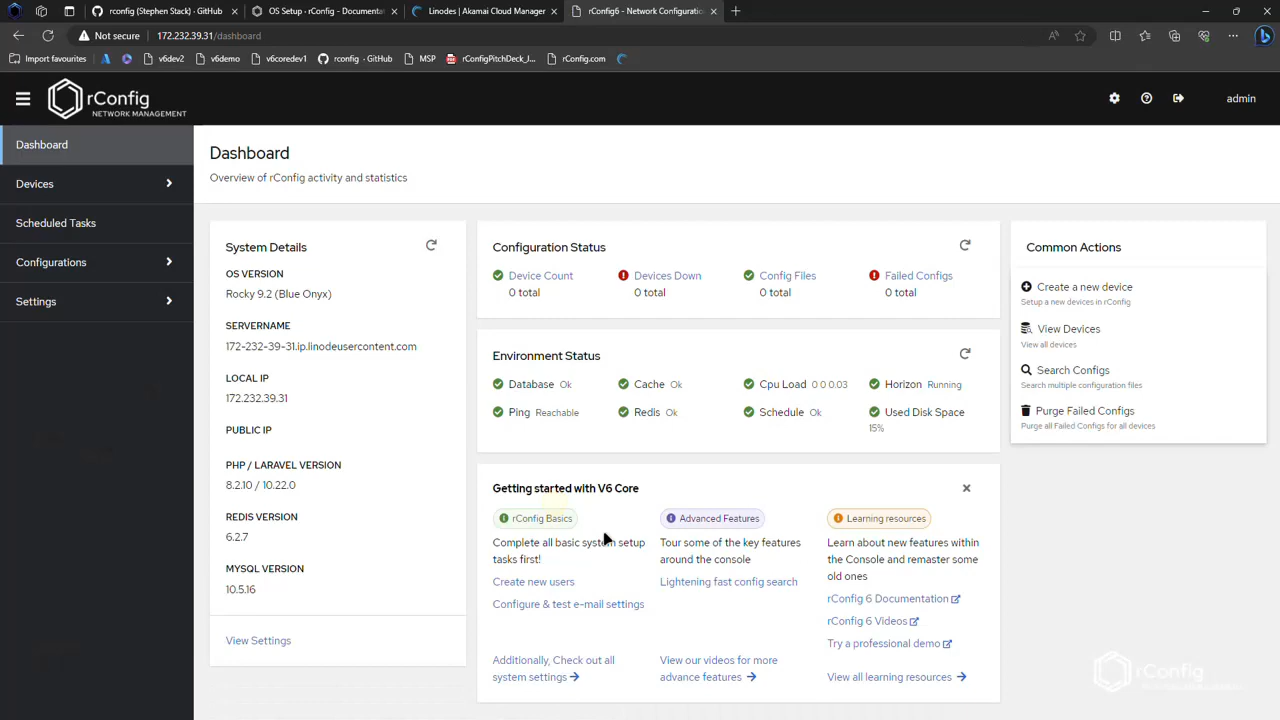 rconfig (Stephen Stack) · GitHub
OS Setup · rConfig - Documentat
Linodes | Akamai Cloud Manager
rConfig6 - Network Configuratio
Not secure
172.232.39.31/dashboard
Import favourites
v6dev2
v6demo
v6coredev1
rconfig · GitHub
MSP
rConfigPitchDeck_J...
rConfig.com
rConfig
NETWORK MANAGEMENT
admin
Dashboard
Devices
Scheduled Tasks
Configurations
Settings
Dashboard
Overview of rConfig activity and statistics
System Details
OS VERSION
Rocky 9.2 (Blue Onyx)
SERVERNAME
172-232-39-31.ip.linodeusercontent.com
LOCAL IP
172.232.39.31
PUBLIC IP
PHP / LARAVEL VERSION
8.2.10 / 10.22.0
REDIS VERSION
6.2.7
MYSQL VERSION
10.5.16
View Settings
Configuration Status
Device Count
0 total
Devices Down
0 total
Config Files
0 total
Failed Configs
0 total
Environment Status
Database Ok
Cache Ok
Cpu Load 0 0 0.03
Horizon Running
Ping Reachable
Redis Ok
Schedule Ok
Used Disk Space
15%
Getting started with V6 Core
rConfig Basics
Complete all basic system setup
tasks first!
Create new users
Configure & test e-mail settings
Additionally, Check out all
system settings →
Advanced Features
Tour some of the key features
around the console
Lightening fast config search
View our videos for more
advance features →
Learning resources
Learn about new features within
the Console and remaster some
old ones
rConfig 6 Documentation
rConfig 6 Videos
Try a professional demo
View all learning resources →
Common Actions
Create a new device
Setup a new devices in rConfig
View Devices
View all devices
Search Configs
Search multiple configuration files
Purge Failed Configs
Purge all Failed Configs for all devices
rConfig